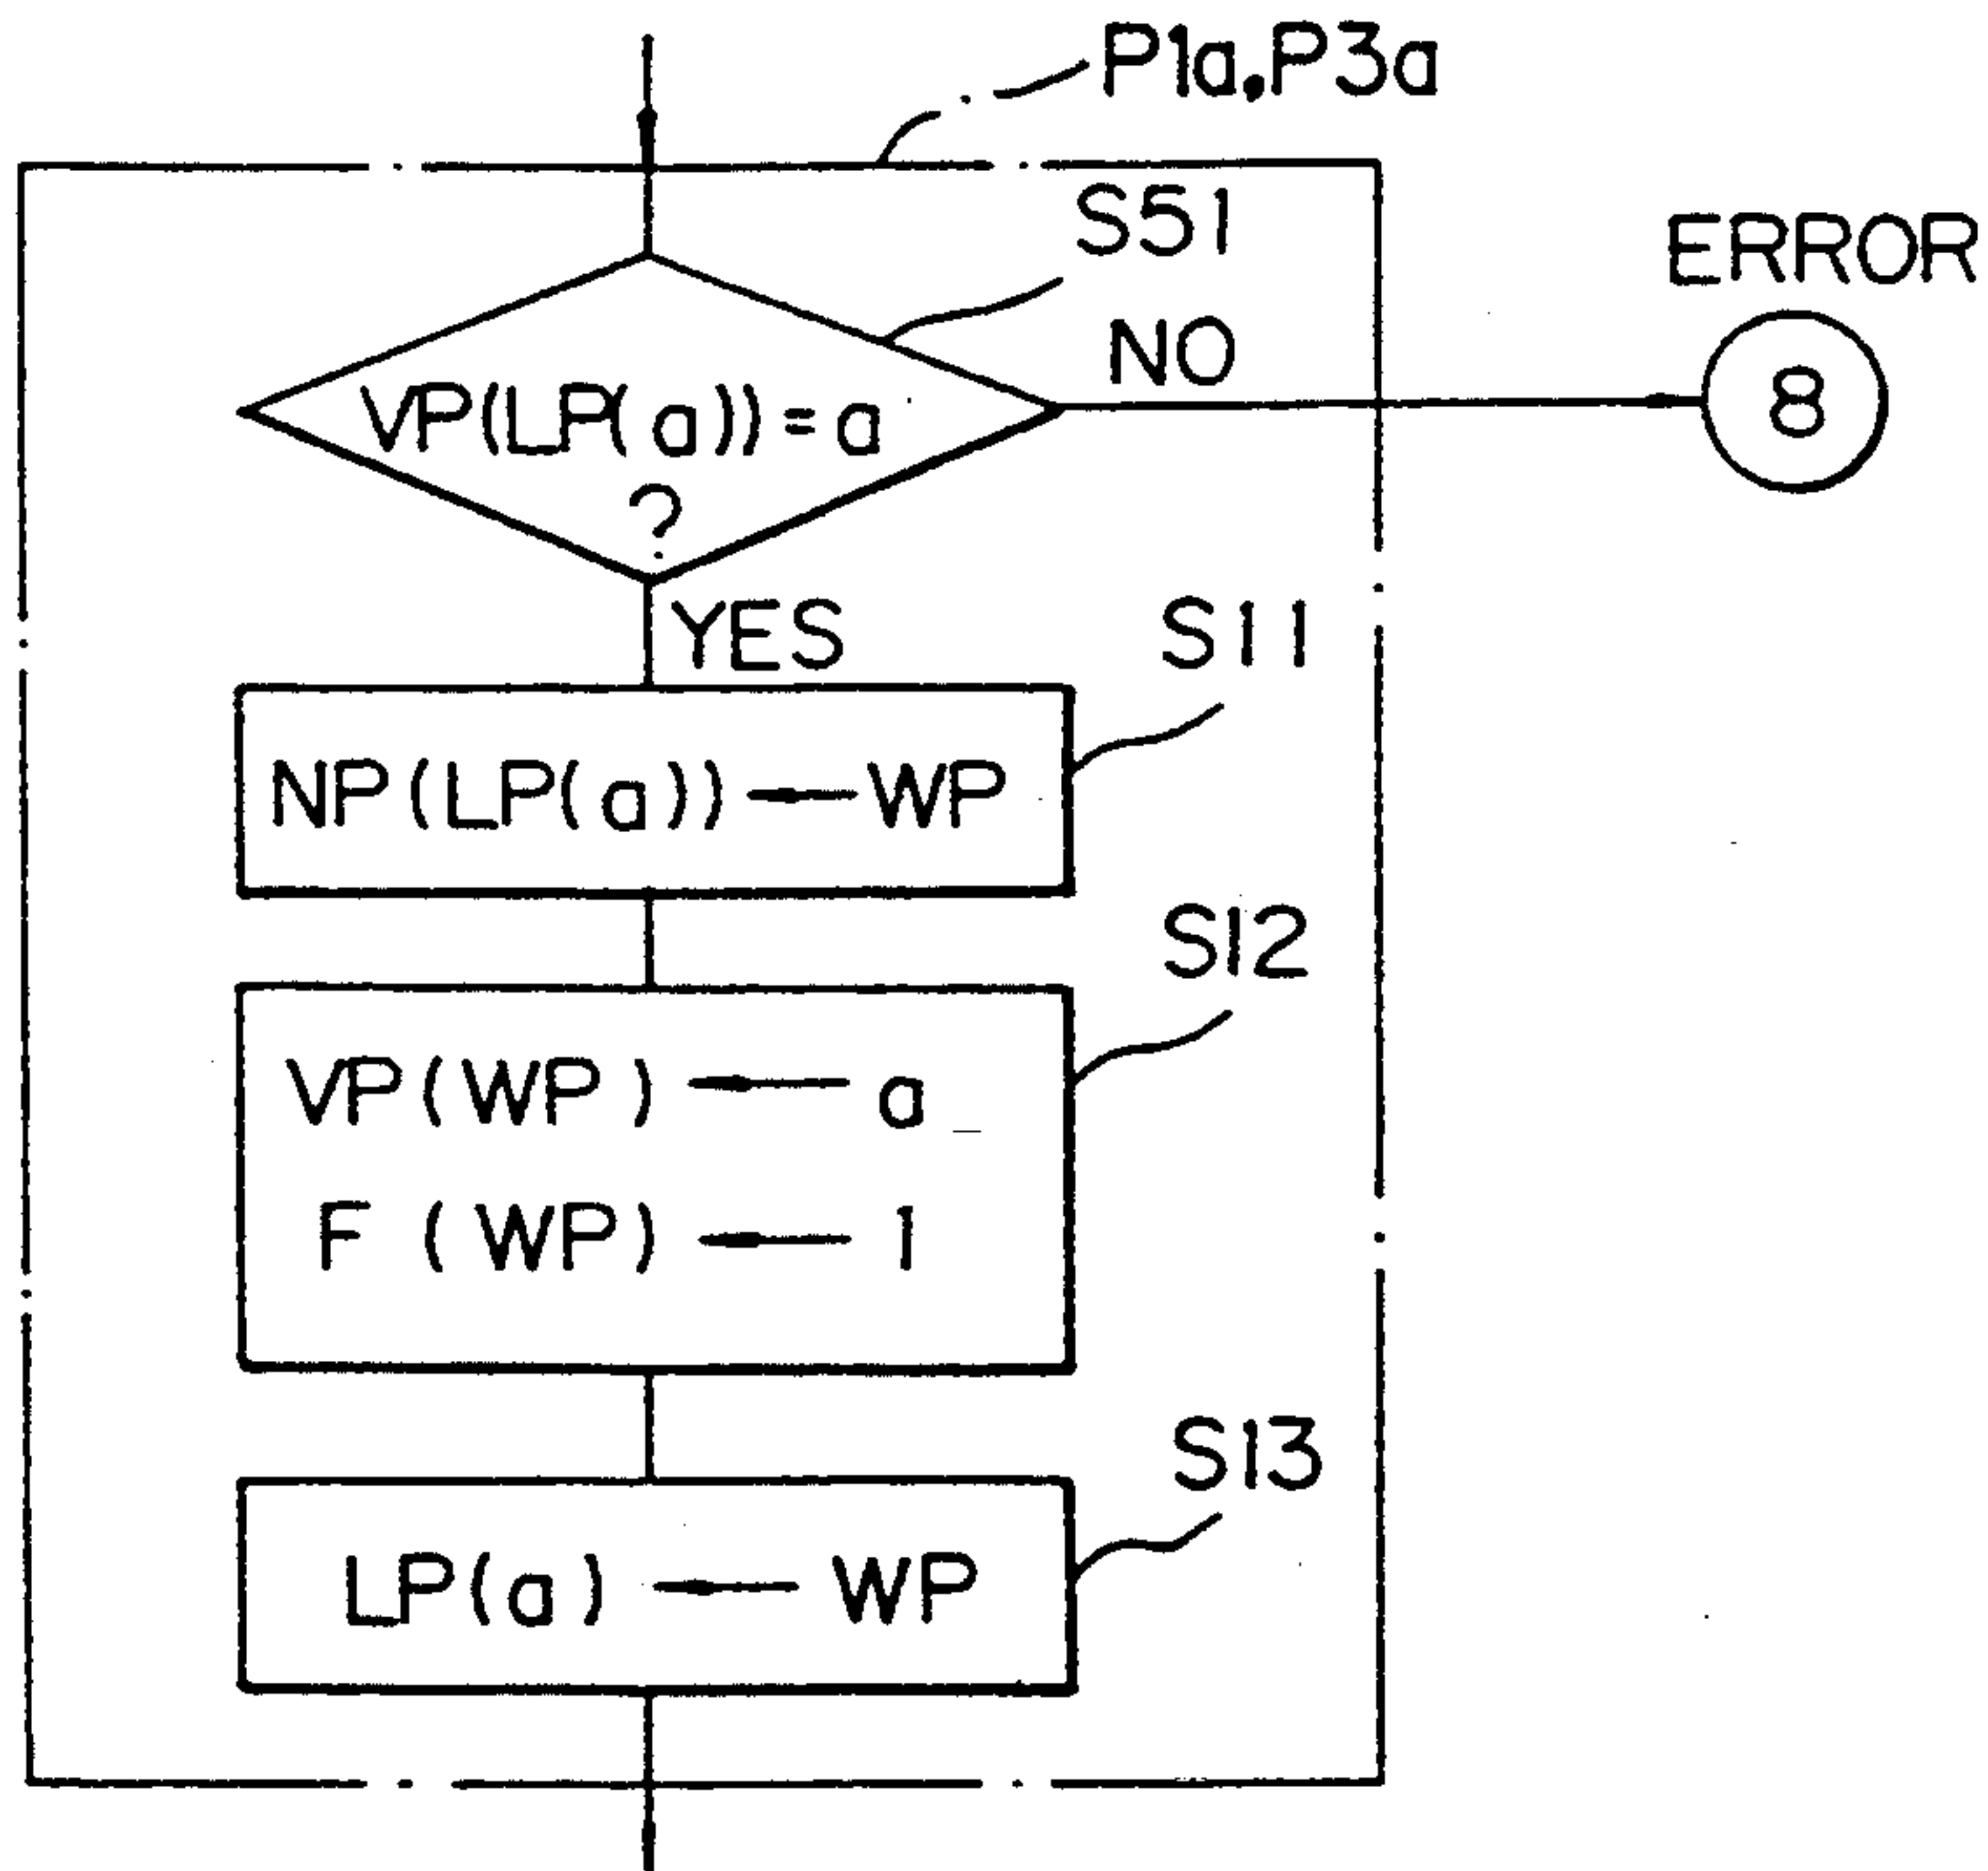 P1a,P3a
S51
ERROR
NO
8
VP(LP(a))=a
?
YES
S11
NP(LP(a))←WP
S12
VP(WP)←a
F(WP)←1
S13
LP(a)←WP